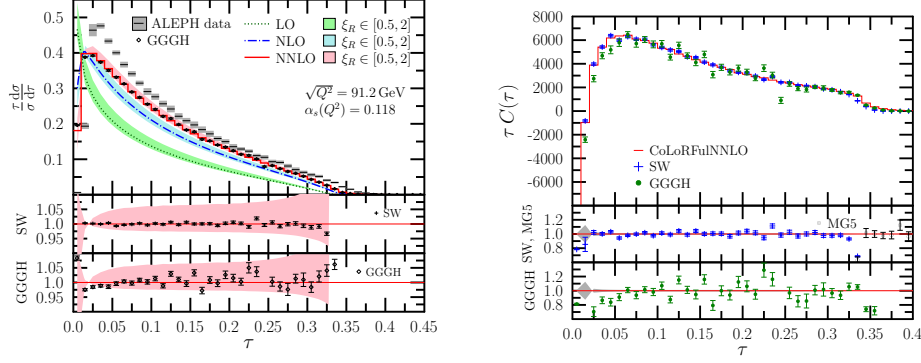 ALEPH data
GGGH
LO
NLO
NNLO
ξR ∈ [0.5, 2]
ξR ∈ [0.5, 2]
ξR ∈ [0.5, 2]
√Q² = 91.2 GeV
αs(Q²) = 0.118
τ/σ dσ/dτ
0.5
0.4
0.3
0.2
0.1
SW
1.05
1.0
0.95
SW
GGGH
1.05
1.0
0.95
GGGH
0.0 0.05 0.1 0.15 0.2 0.25 0.3 0.35 0.4 0.45
τ
τ C(τ)
8000
6000
4000
2000
0
-2000
-4000
-6000
CoLoRFulNNLO
SW
GGGH
SW, MG5
1.2
1.0
0.8
MG5
GGGH
1.2
1.0
0.8
0.0 0.05 0.1 0.15 0.2 0.25 0.3 0.35 0.4
τ